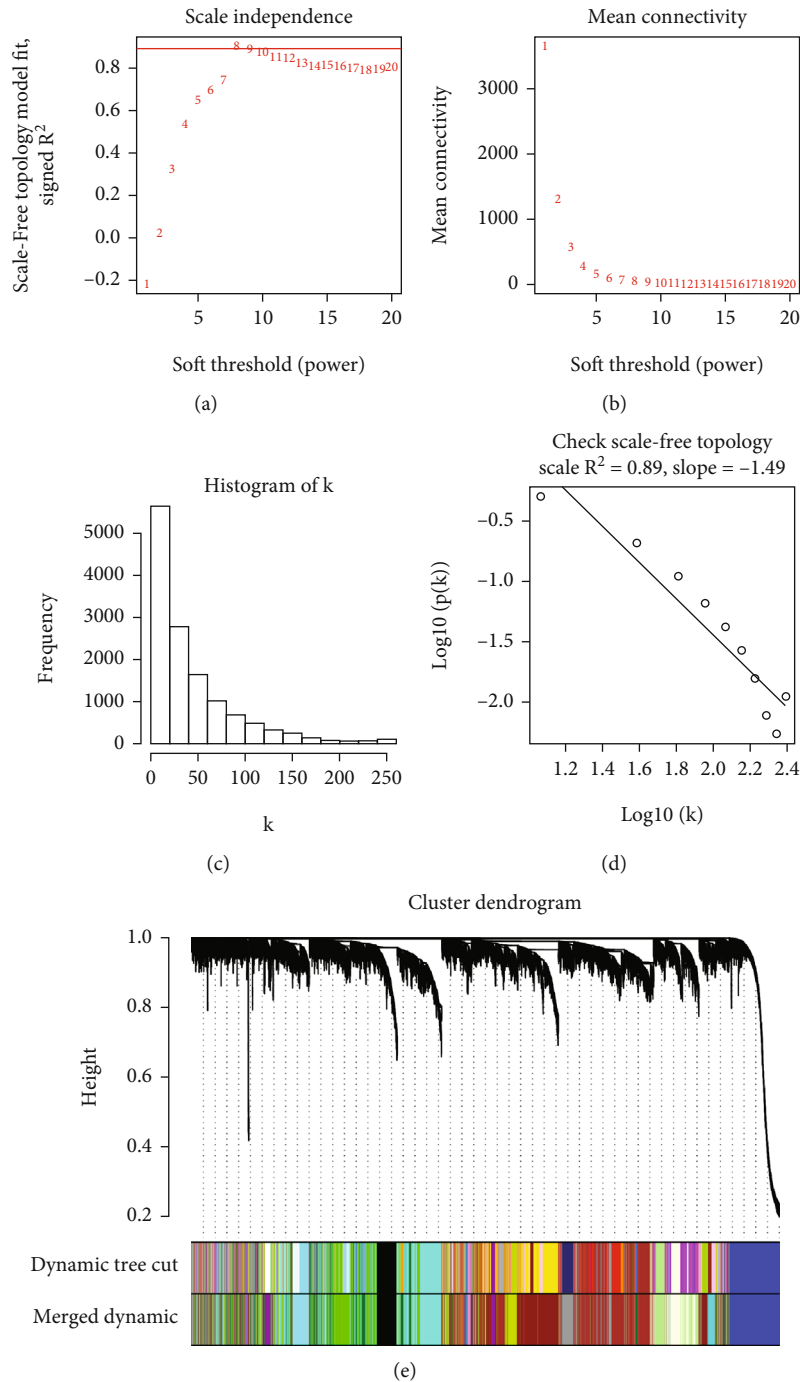 Scale independence
Scale-Free topology model fit,
signed R²
0.8
0.6
0.4
0.2
0.0
−0.2
1 2 3 4 5 6 7 8 9 10 11 12 13 14 15 16 17 18 19 20
5 10 15 20
Soft threshold (power)
(a)
Mean connectivity
Mean connectivity
3000
2000
1000
0
1 2 3 4 5 6 7 8 9 10 11 12 13 14 15 16 17 18 19 20
5 10 15 20
Soft threshold (power)
(b)
Histogram of k
Frequency
5000
4000
3000
2000
1000
0
0 50 100 150 200 250
k
(c)
Check scale-free topology
scale R² = 0.89, slope = −1.49
Log10 (p(k))
−0.5
−1.0
−1.5
−2.0
1.2 1.4 1.6 1.8 2.0 2.2 2.4
Log10 (k)
(d)
Cluster dendrogram
Height
1.0
0.8
0.6
0.4
0.2
Dynamic tree cut
Merged dynamic
(e)